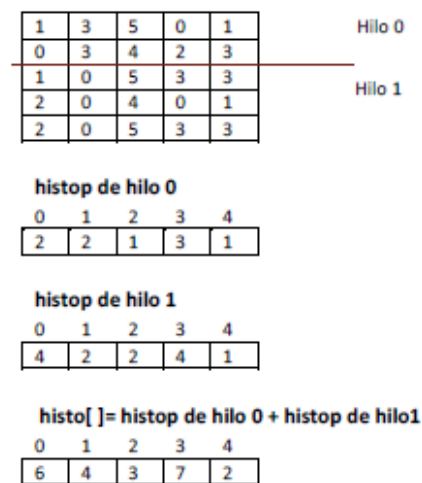 1 3 5 0 1 Hilo 0
0 3 4 2 3
1 0 5 3 3
2 0 4 0 1 Hilo 1
2 0 5 3 3
histop de hilo 0
0 1 2 3 4
2 2 1 3 1
histop de hilo 1
0 1 2 3 4
4 2 2 4 1
histo[ ]= histop de hilo 0 + histop de hilo1
0 1 2 3 4
6 4 3 7 2